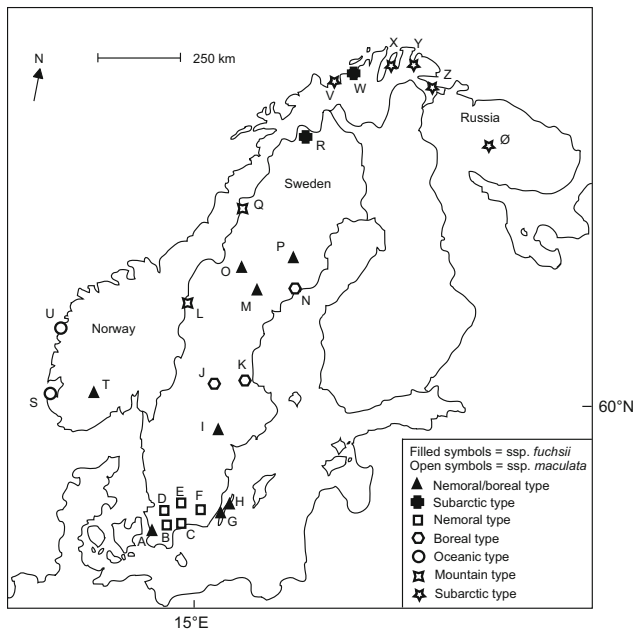 X Y
N
250 km
Z
V W
Russia
Ø
R
Sweden
Q
P
O
M N
L
U
Norway
K
J
T
S
60°N
I
Filled symbols = ssp. fuchsii
Open symbols = ssp. maculata
Nemoral/boreal type
Subarctic type
Nemoral type
Boreal type
Oceanic type
Mountain type
Subarctic type
E
D F H
G
A B C
15°E